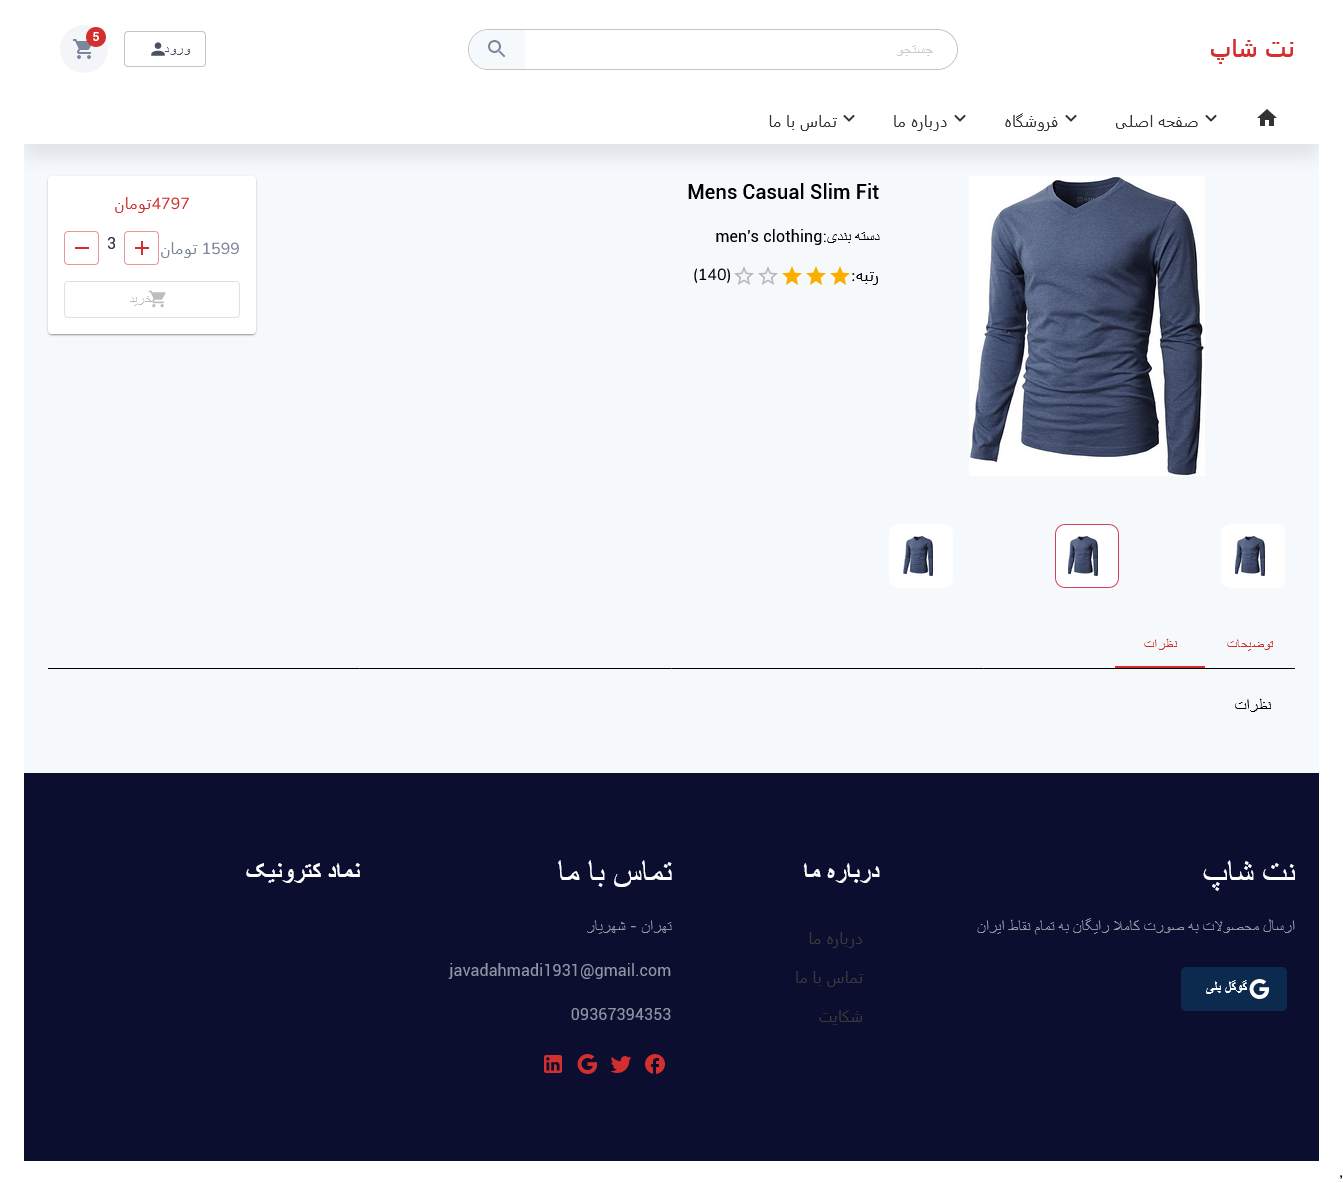 نت شاپ
جستجو
ورود
5
صفحه اصلی
فروشگاه
درباره ما
تماس با ما
Mens Casual Slim Fit
دسته بندی:men's clothing
رتبه:(140)
4797تومان
1599 تومان
3
خرید
توضیحات
نظرات
نظرات
نت شاپ
ارسال محصولات به صورت کاملا رایگان به تمام نقاط ایران
گوگل پلی
درباره ما
درباره ما
تماس با ما
شکایت
تماس با ما
تهران - شهریار
javadahmadi1931@gmail.com
09367394353
نماد کترونیک